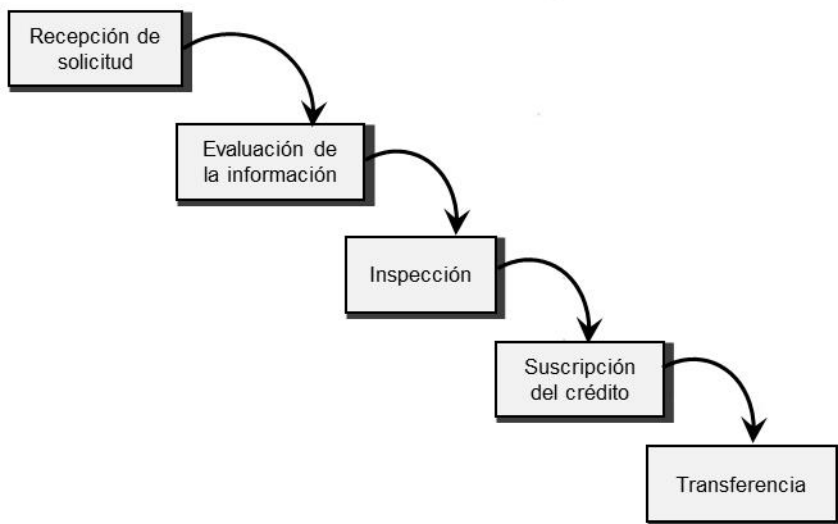 Recepción de
solicitud
Evaluación de
la información
Inspección
Suscripción
del crédito
Transferencia